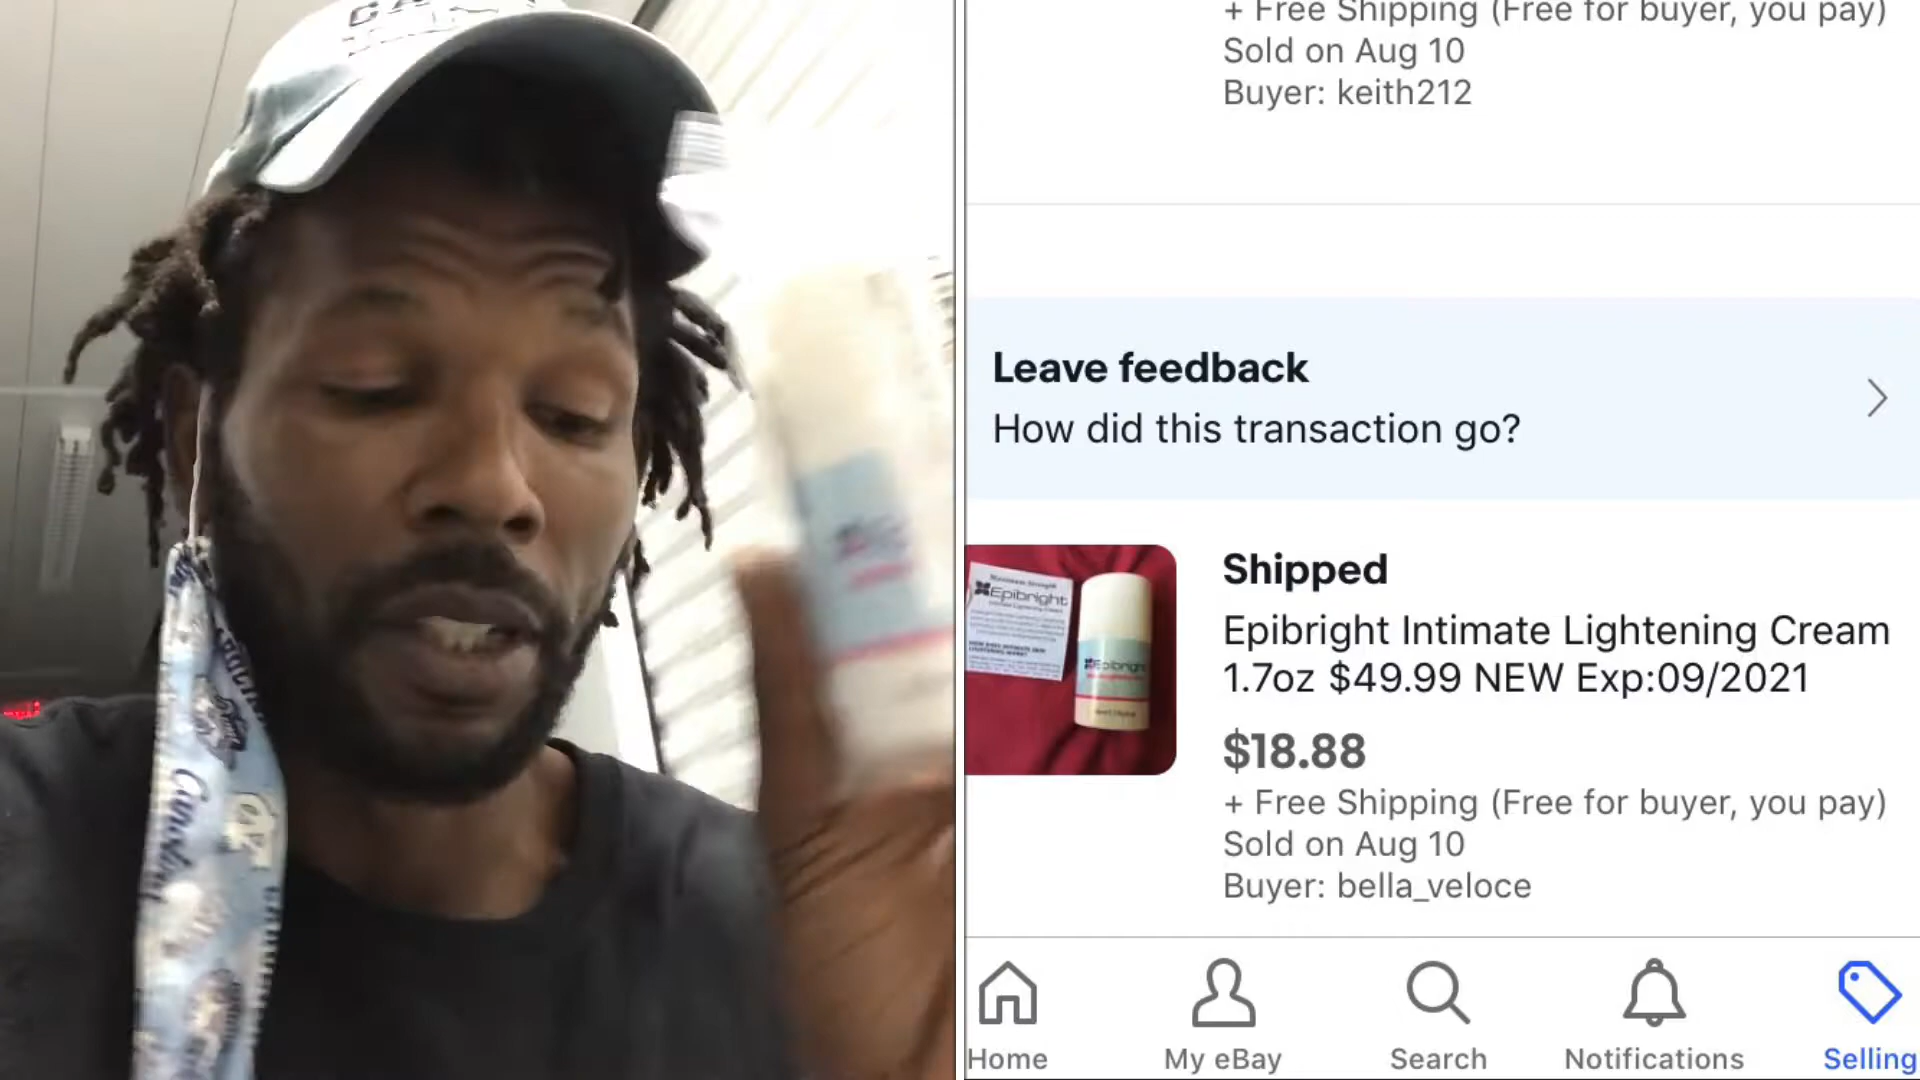 + Free Shipping (Free for buyer, you pay)
Sold on Aug 10
Buyer: keith212
Leave feedback
How did this transaction go?
Epibright
Epibright
Shipped
Epibright Intimate Lightening Cream
1.7oz $49.99 NEW Exp:09/2021
$18.88
+ Free Shipping (Free for buyer, you pay)
Sold on Aug 10
Buyer: bella_veloce
Home
My eBay
Search
Notifications
Selling